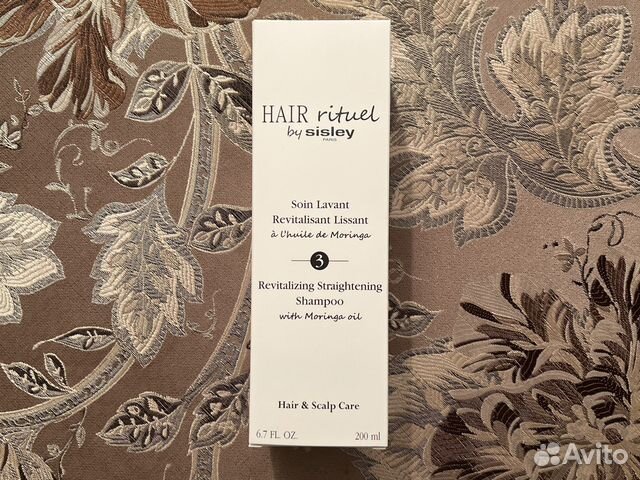 HAIR rituel
by sisley
PARIS
Soin Lavant
Revitalisant Lissant
à l'huile de Moringa
3
Revitalizing Straightening
Shampoo
with Moringa oil
Hair & Scalp Care
6.7 FL. OZ. 200 ml
Avito